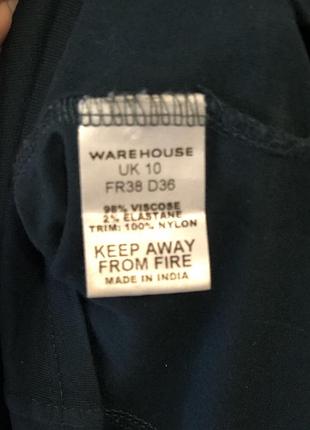 WAREHOUSE
UK 10
FR38 D36
98% VISCOSE
2% ELASTANE
TRIM: 100% NYLON
KEEP AWAY
FROM FIRE
MADE IN INDIA